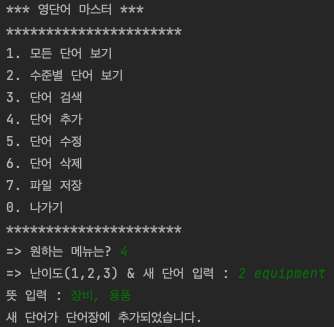 *** 영단어 마스터 ***
**********************
1. 모든 단어 보기
2. 수준별 단어 보기
3. 단어 검색
4. 단어 추가
5. 단어 수정
6. 단어 삭제
7. 파일 저장
0. 나가기
**********************
=> 원하는 메뉴는? 4
=> 난이도(1,2,3) & 새 단어 입력 : 2 equipment
뜻 입력 : 장비, 용품
새 단어가 단어장에 추가되었습니다.